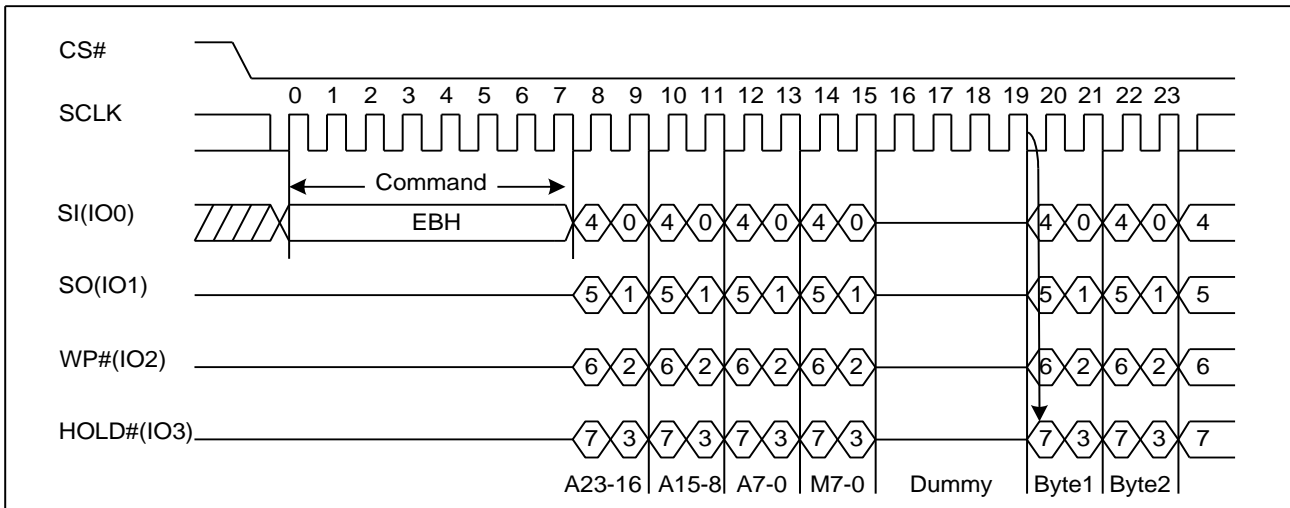 CS#
0 1 2 3 4 5 6 7 8 9 10 11 12 13 14 15 16 17 18 19 20 21 22 23
SCLK
Command
SI(IO0) EBH 4 0 4 0 4 0 4 0 4 0 4 0 4
SO(IO1) 5 1 5 1 5 1 5 1 5 1 5 1 5
WP#(IO2) 6 2 6 2 6 2 6 2 6 2 6 2 6
HOLD#(IO3) 7 3 7 3 7 3 7 3 7 3 7 3 7
A23-16 A15-8 A7-0 M7-0 Dummy Byte1 Byte2